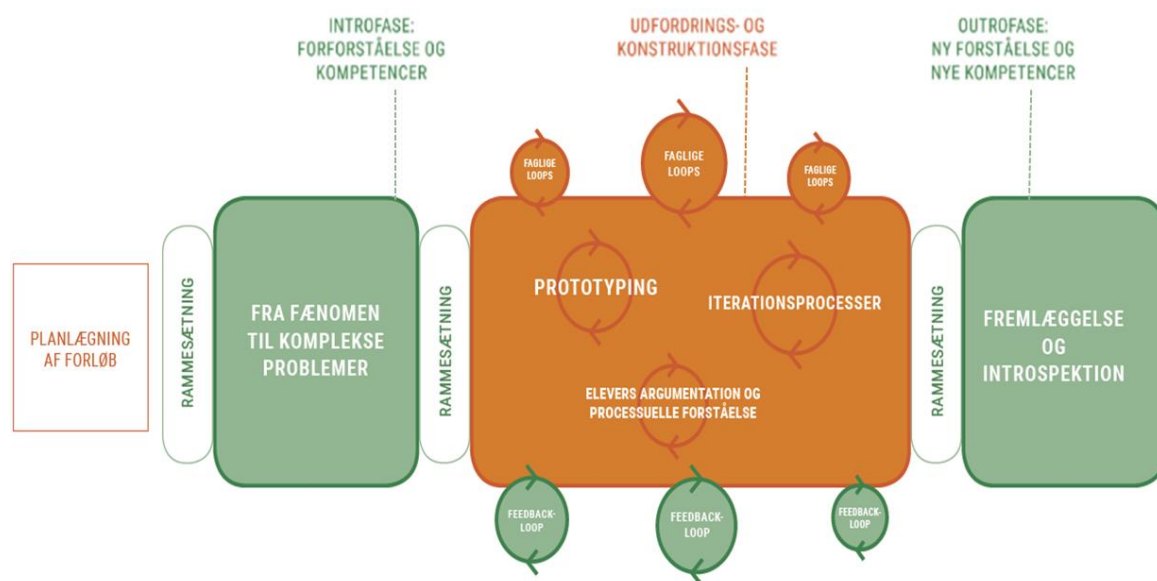 INTROFASE:
FORFORSTÅELSE OG
KOMPETENCER
UDFORDRINGS- OG
KONSTRUKTIONSFASE
OUTROFASE:
NY FORSTÅELSE OG
NYE KOMPETENCER
FAGLIGE
LOOPS
FAGLIGE
LOOPS
FAGLIGE
LOOPS
PLANLÆGNING
AF FORLØB
RAMMESÆTNING
FRA FÆNOMEN
TIL KOMPLEKSE
PROBLEMER
RAMMESÆTNING
PROTOTYPING
ITERATIONSPROCESSER
ELEVERS ARGUMENTATION OG
PROCESSUELLE FORSTÅELSE
RAMMESÆTNING
FREMLÆGGELSE
OG
INTROSPEKTION
FEEDBACK-
LOOP
FEEDBACK-
LOOP
FEEDBACK-
LOOP